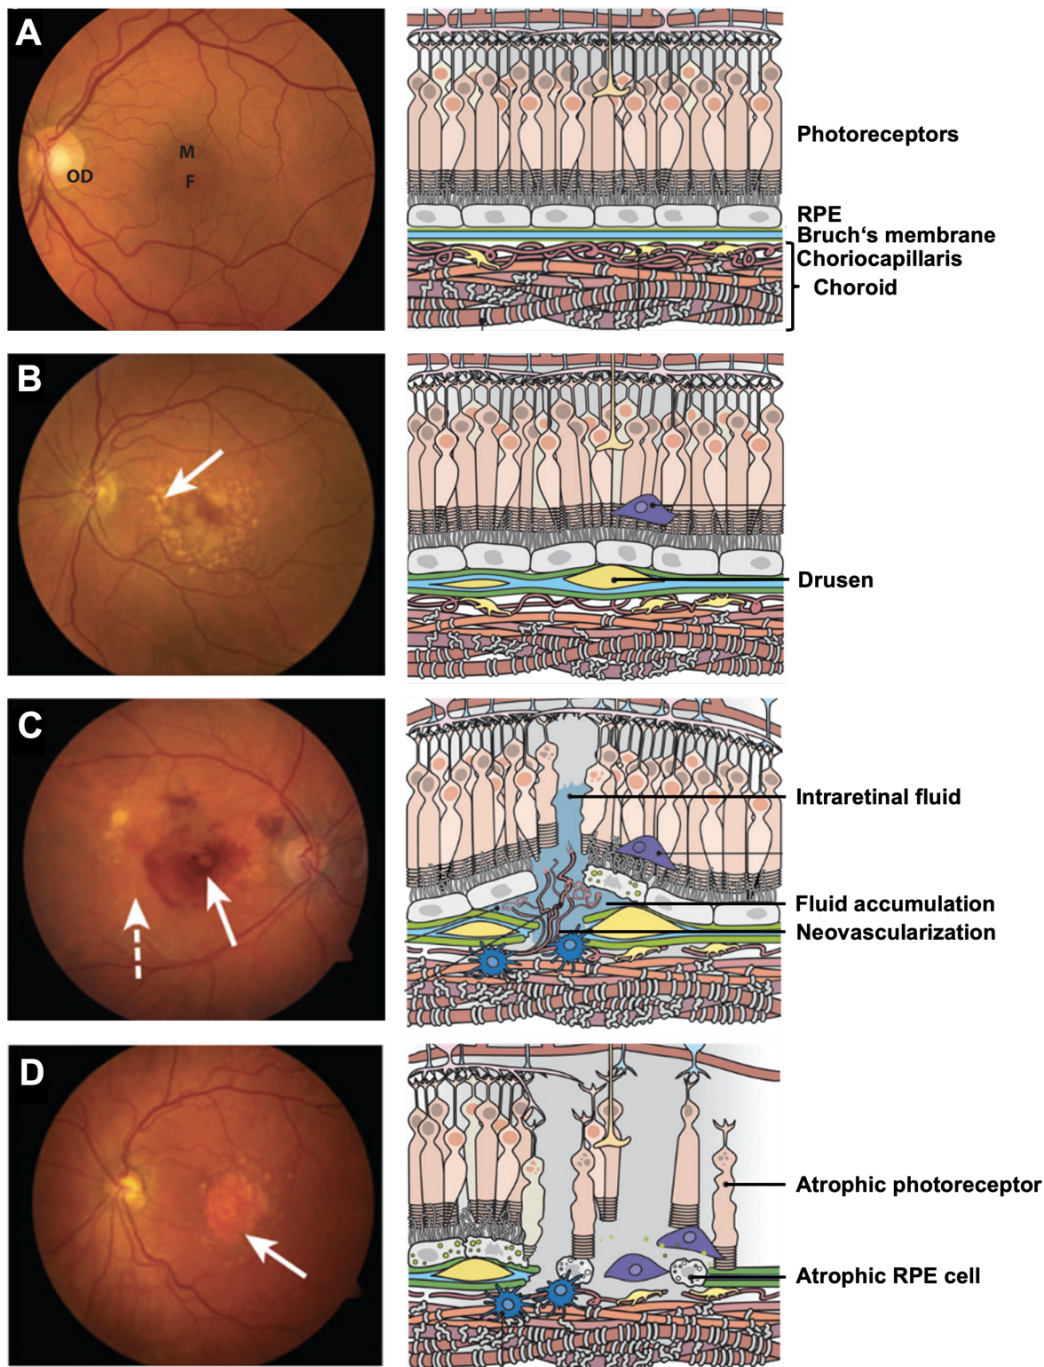 A
M
F
OD
Photoreceptors
RPE
Bruch‘s membrane
Choriocapillaris
Choroid
B
Drusen
C
Intraretinal fluid
Fluid accumulation
Neovascularization
D
Atrophic photoreceptor
Atrophic RPE cell